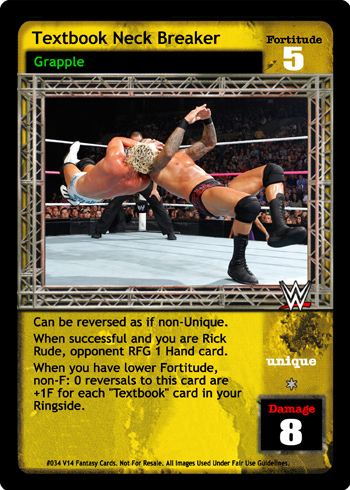 Textbook Neck Breaker
Fortitude
5
Grapple
Can be reversed as if non-Unique.
When successful and you are Rick
Rude, opponent RFG 1 Hand card.
When you have lower Fortitude,
non-F: 0 reversals to this card are
+1F for each "Textbook" card in your
Ringside.
unique
Damage
8
#034 V14 Fantasy Cards. Not For Resale. All Images Used Under Fair Use Guidelines.